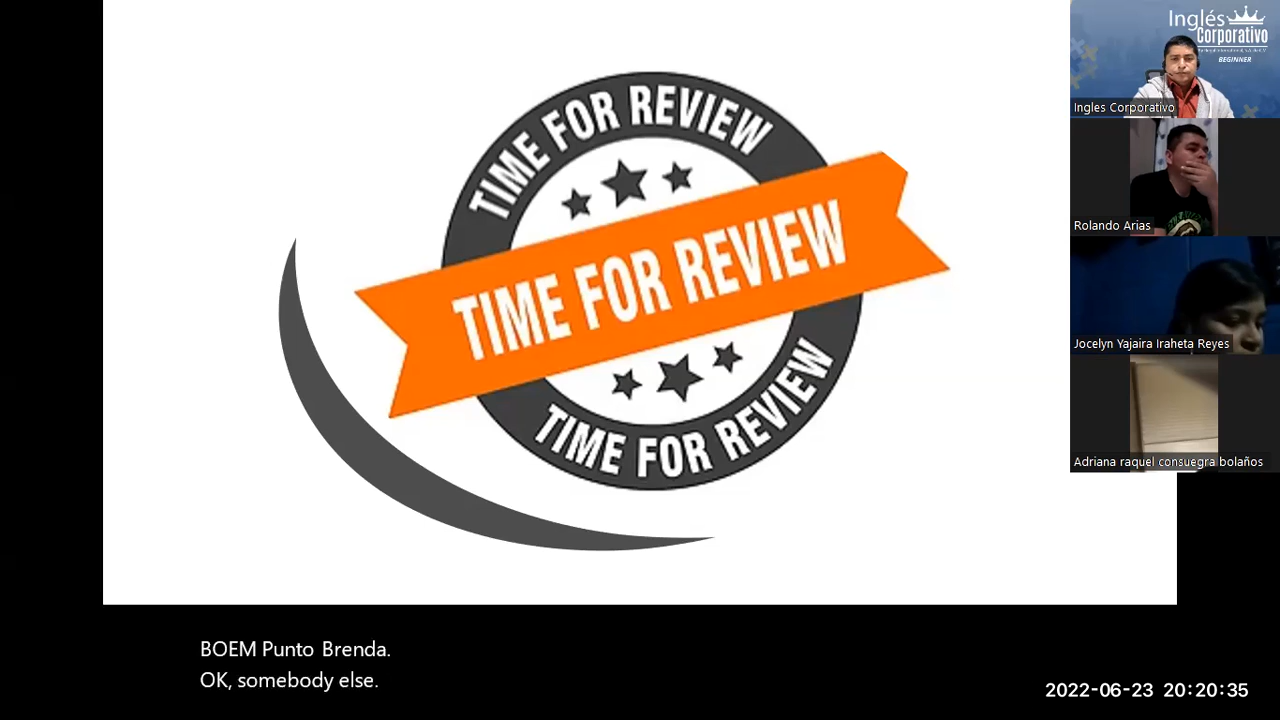 TIME FOR REVIEW
TIME FOR REVIEW
TIME FOR REVIEW
Inglés
Corporativo
BEGINNER
Ingles Corporativo
Rolando Arias
Jocelyn Yajaira Iraheta Reyes
Adriana raquel consuegra bolaños
BOEM Punto Brenda.
OK, somebody else.
2022-06-23 20:20:35